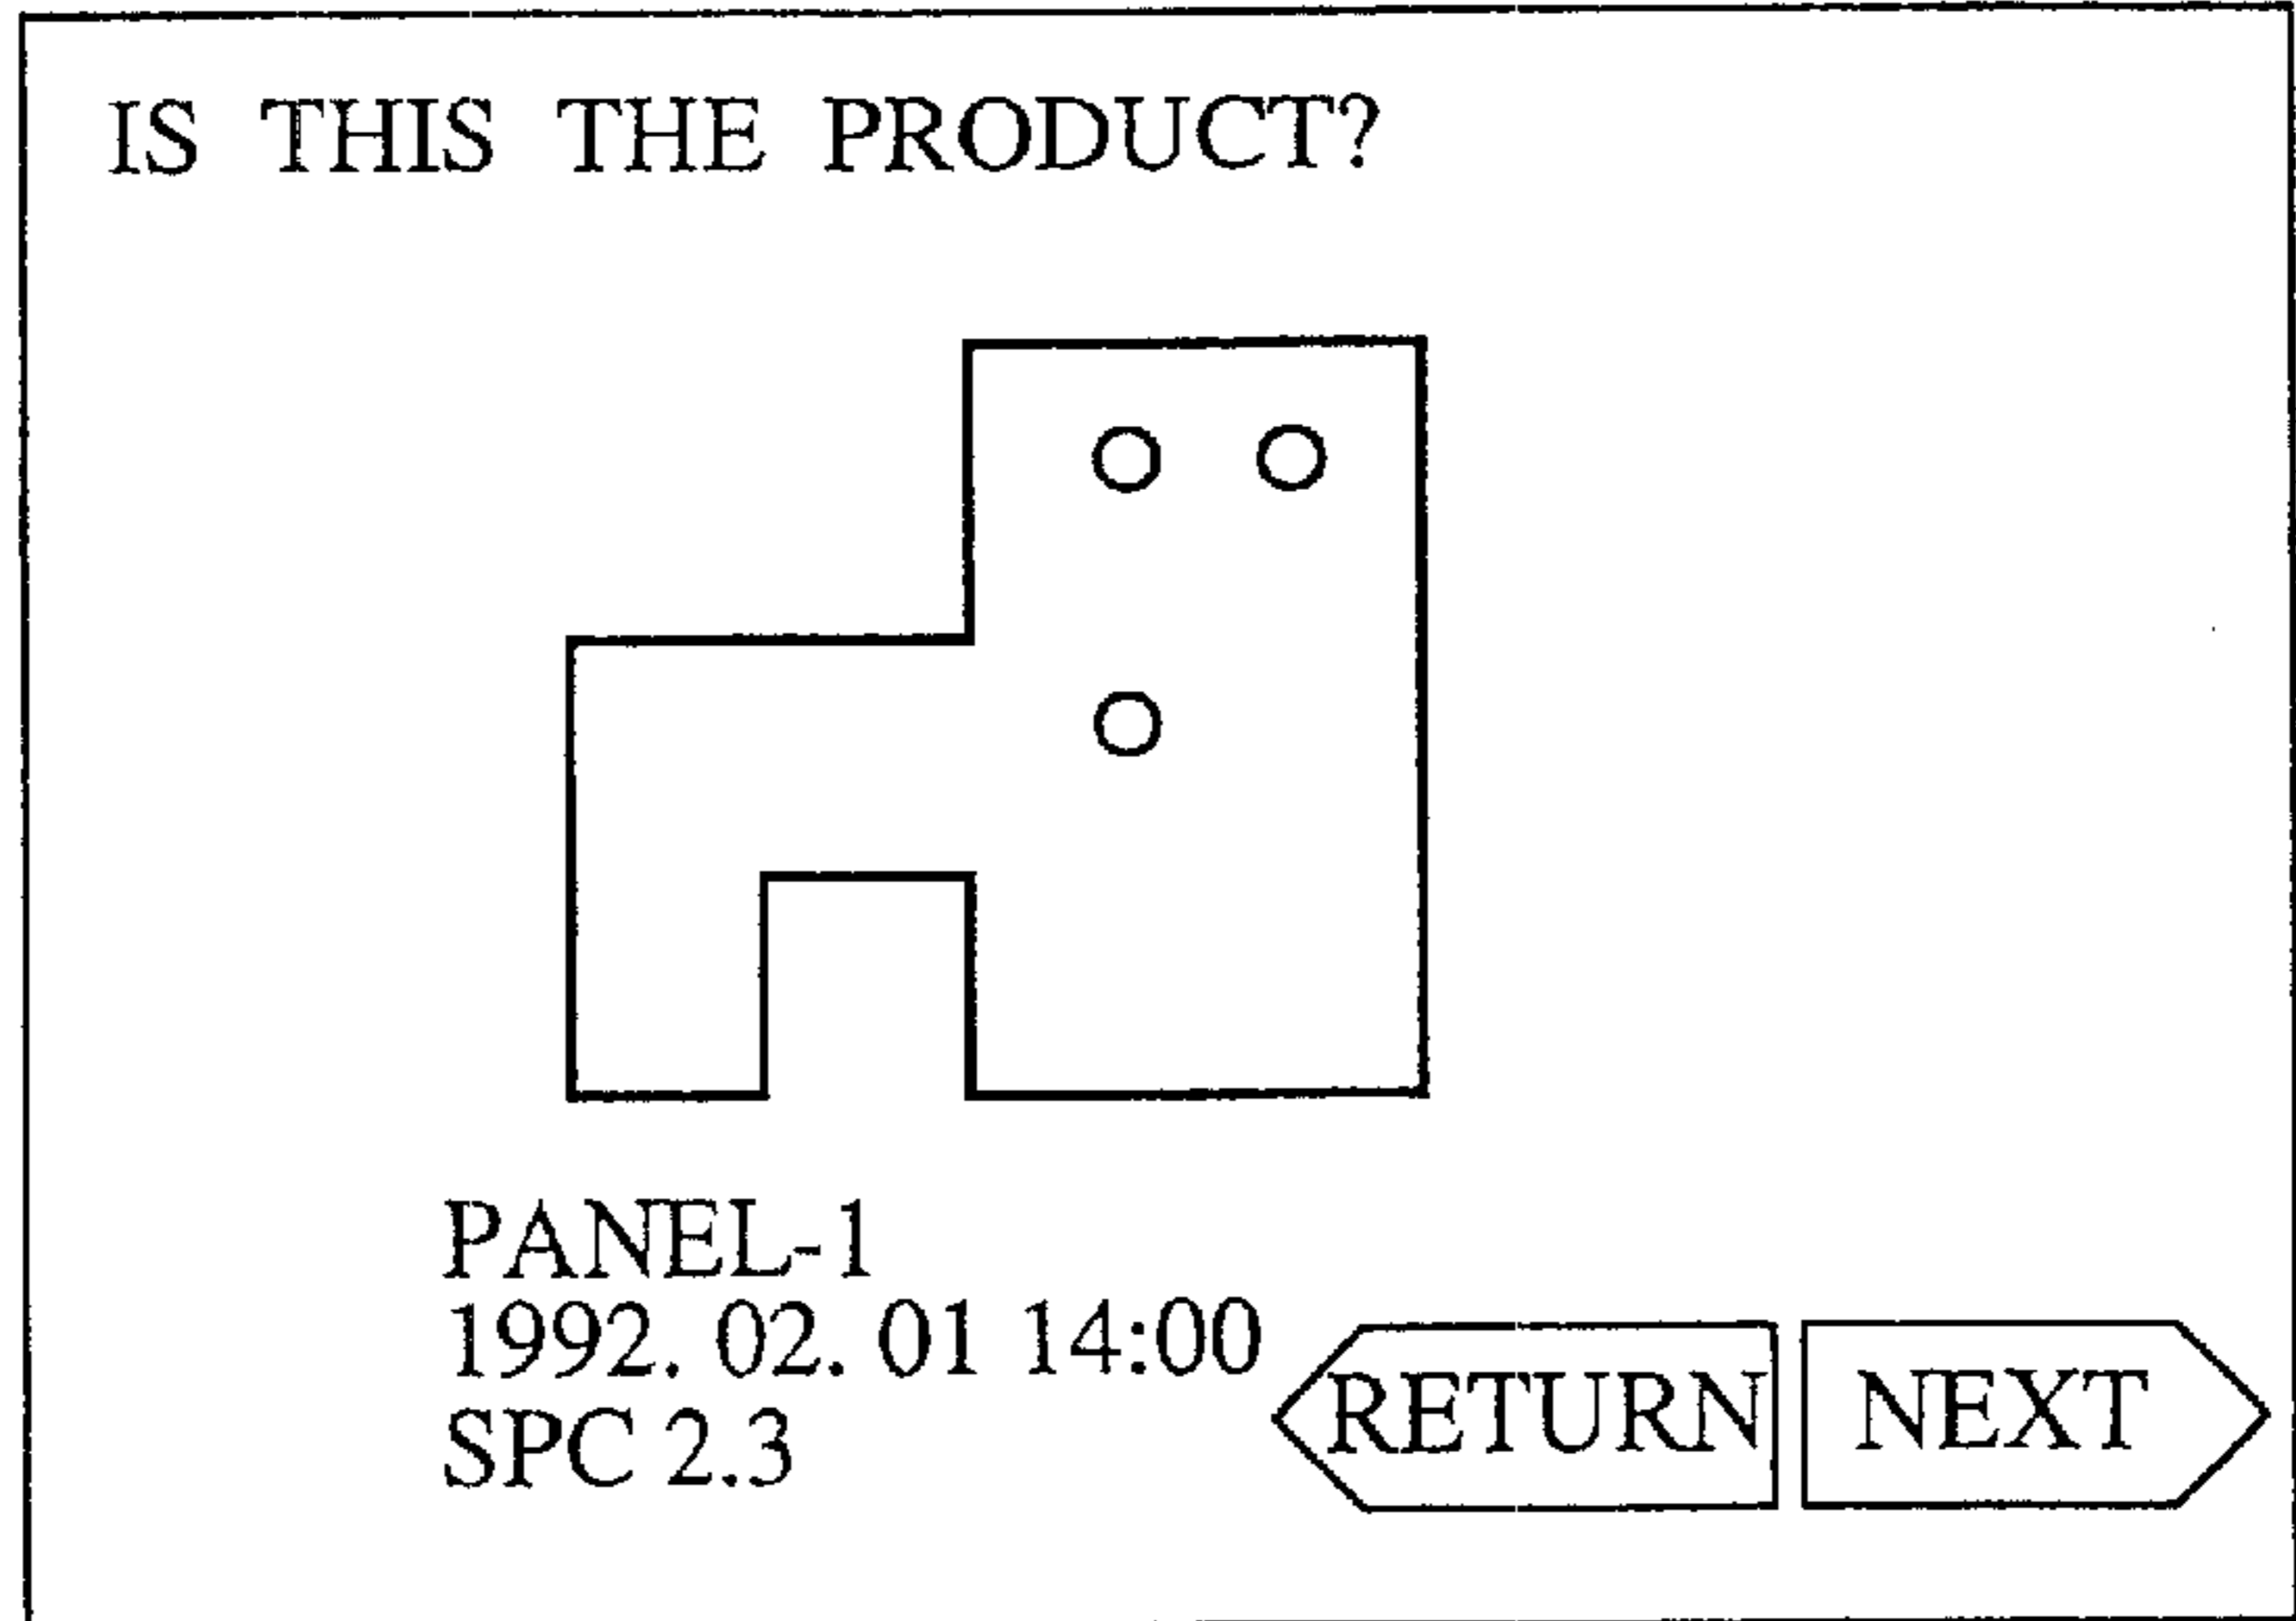 IS THIS THE PRODUCT?
PANEL-1
1992. 02. 01 14:00
SPC 2.3
RETURN
NEXT